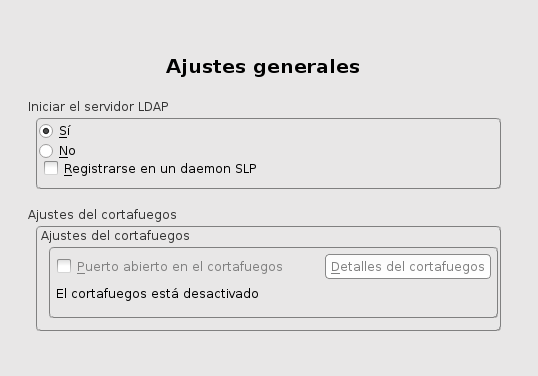 Ajustes generales
Iniciar el servidor LDAP
Sí
No
Registrarse en un daemon SLP
Ajustes del cortafuegos
Ajustes del cortafuegos
Puerto abierto en el cortafuegos Detalles del cortafuegos
El cortafuegos está desactivado